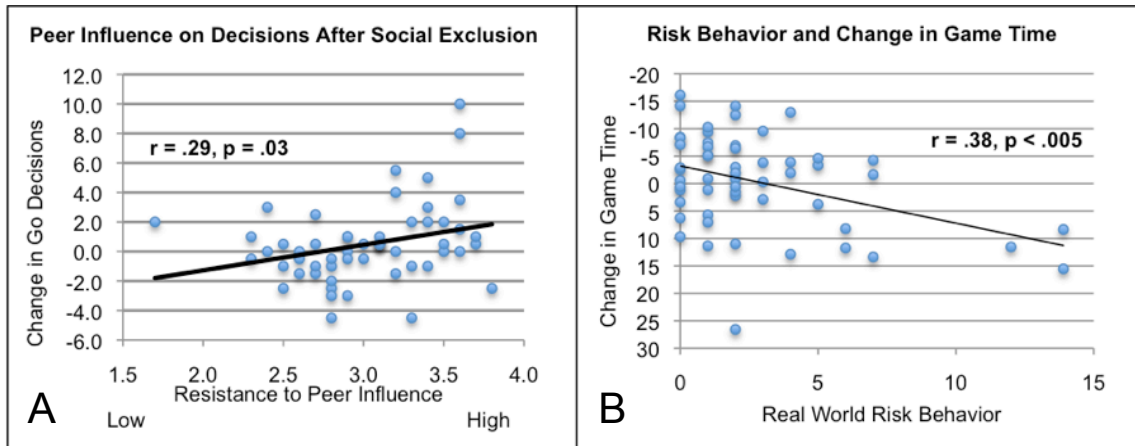 Peer Influence on Decisions After Social Exclusion
12.0
10.0
8.0
6.0
4.0
2.0
0.0
-2.0
-4.0
-6.0
Change in Go Decisions
r = .29, p = .03
1.5 2.0 2.5 3.0 3.5 4.0
Resistance to Peer Influence
Low High
A
Risk Behavior and Change in Game Time
-20
-15
-10
-5
0
5
10
15
20
25
30
Change in Game Time
r = .38, p < .005
0 5 10 15
Real World Risk Behavior
B